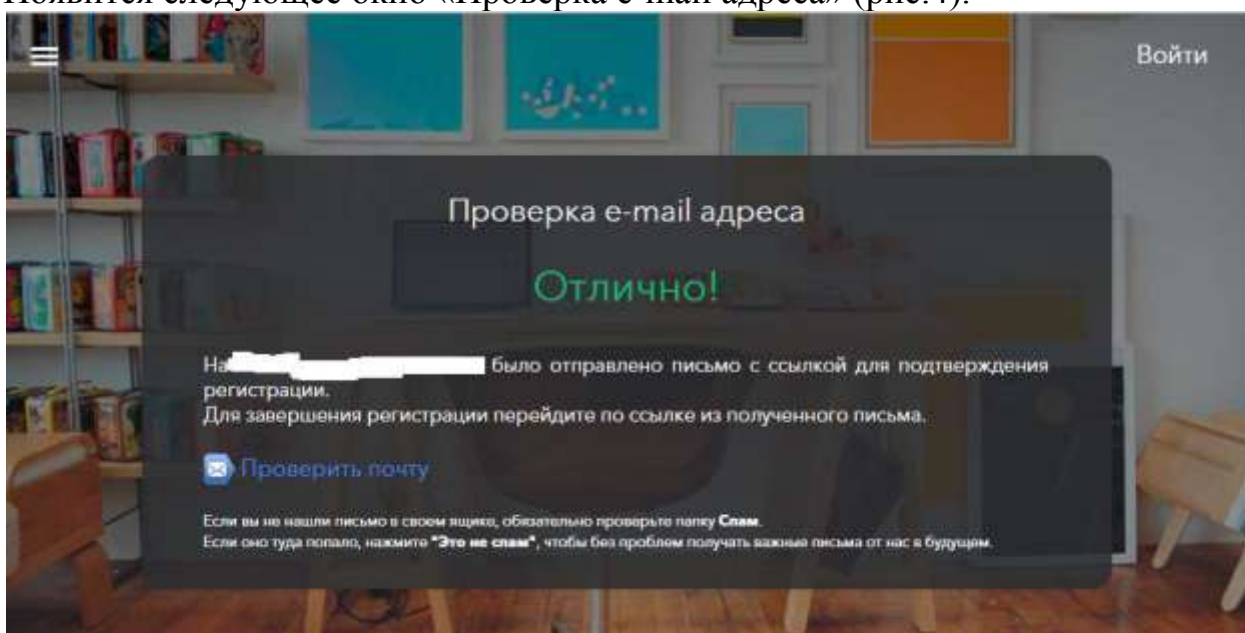 Появится следующее окно «Проверка e-mail адреса» (рис.4).
Войти
Проверка e-mail адреса
Отлично!
На было отправлено письмо с ссылкой для подтверждения
регистрации.
Для завершения регистрации перейдите по ссылке из полученного письма.
Проверить почту
Если вы не нашли письмо в своем ящике, обязательно проверьте папку Спам.
Если оно туда попало, нажмите "Это не спам", чтобы без проблем получать важные письма от нас в будущем.